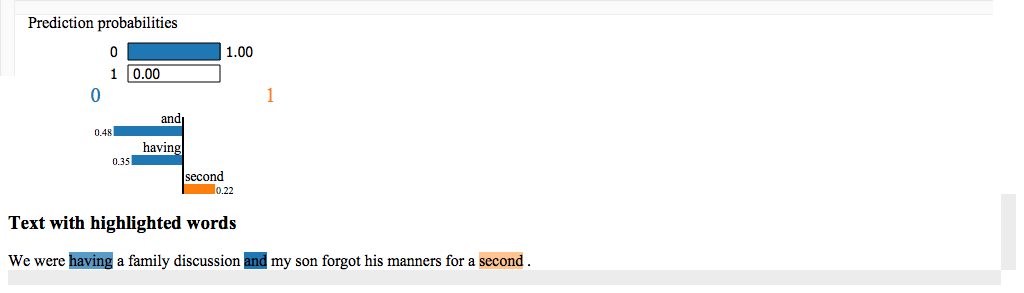 Prediction probabilities
0 1.00
1 0.00
0 1
and
0.48
having
0.35
second
0.22
Text with highlighted words
We were having a family discussion and my son forgot his manners for a second .